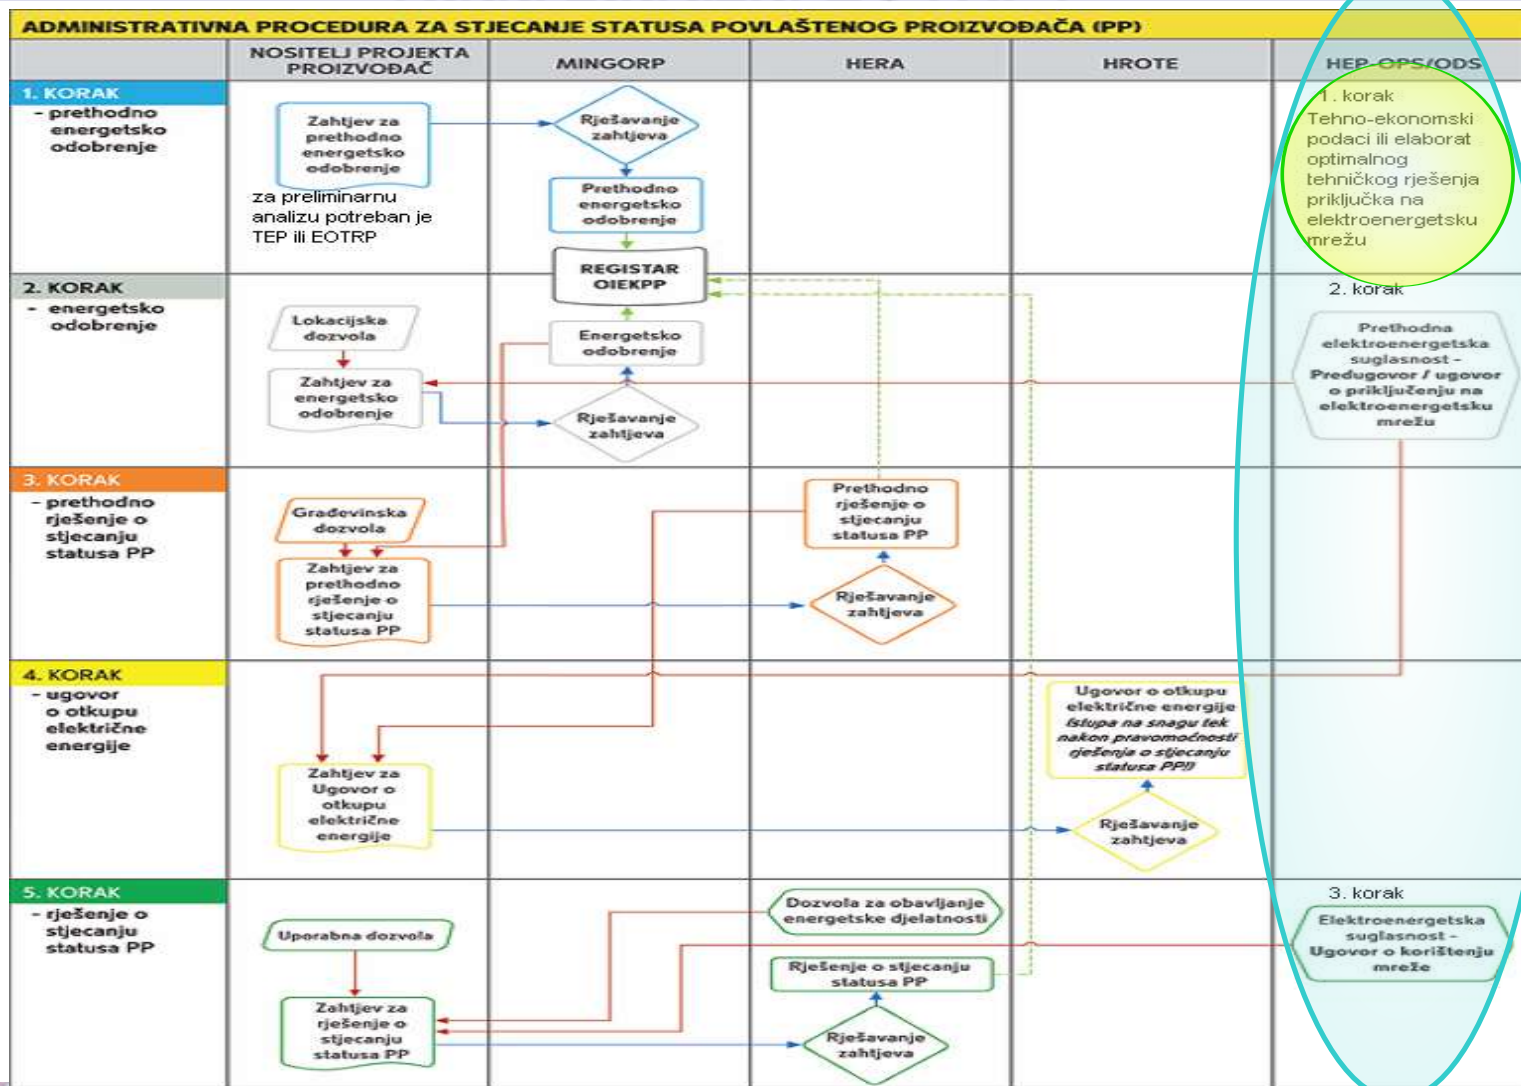 ADMINISTRATIVNA PROCEDURA ZA STJECANJE STATUSA POVLAŠTENOG PROIZVOĐAČA (PP)
NOSITELJ PROJEKTA
PROIZVOĐAČ
MINGORP
HERA
HROTE
HEP-OPS/ODS
1. KORAK
- prethodno
energetsko
odobrenje
Zahtjev za
prethodno
energetsko
odobrenje
za preliminarnu
analizu potreban je
TEP ili EOTRP
Rješavanje
zahtjeva
Prethodno
energetsko
odobrenje
REGISTAR
OIEKPP
1. korak
Tehno-ekonomski
podaci ili elaborat
optimalnog
tehničkog rješenja
priključka na
elektroenergetsku
mrežu
2. KORAK
- energetsko
odobrenje
Lokacijska
dozvola
Zahtjev za
energetsko
odobrenje
Energetsko
odobrenje
Rješavanje
zahtjeva
2. korak
Prethodna
elektroenergetska
suglasnost -
Predugovor / ugovor
o priključenju na
elektroenergetsku
mrežu
3. KORAK
- prethodno
rješenje o
stjecanju
statusa PP
Građevinska
dozvola
Zahtjev za
prethodno
rješenje o
stjecanju
statusa PP
Prethodno
rješenje o
stjecanju
statusa PP
Rješavanje
zahtjeva
4. KORAK
- ugovor
o otkupu
električne
energije
Zahtjev za
Ugovor o
otkupu
električne
energije
Ugovor o otkupu
električne energije
(stupa na snagu tek
nakon pravomoćnosti
rješenja o stjecanju
statusa PP!)
Rješavanje
zahtjeva
5. KORAK
- rješenje o
stjecanju
statusa PP
Uporabna dozvola
Zahtjev za
rješenje o
stjecanju
statusa PP
Dozvola za obavljanje
energetske djelatnosti
Rješenje o stjecanju
statusa PP
Rješavanje
zahtjeva
3. korak
Elektroenergetska
suglasnost -
Ugovor o korištenju
mreže